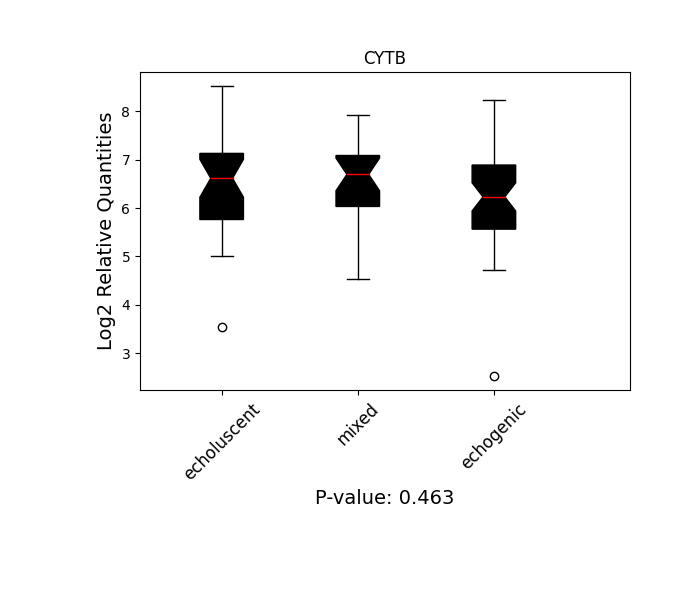 CYTB
Log2 Relative Quantities
8
7
6
5
4
3
echoluscent
mixed
echogenic
P-value: 0.463